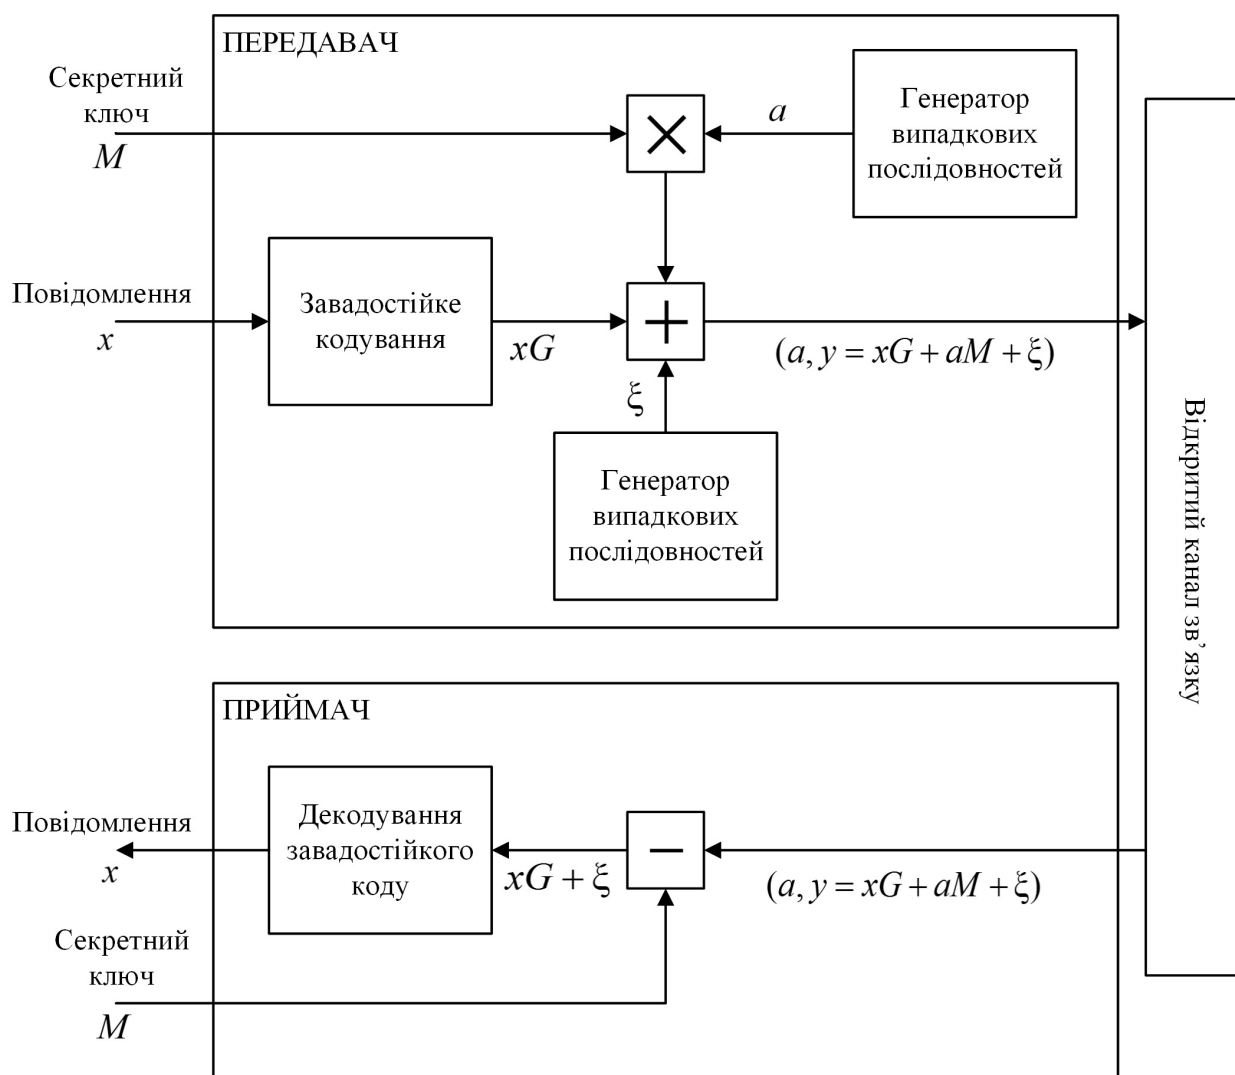 ПЕРЕДАВАЧ
Секретний
ключ
M
a
Генератор
випадкових
послідовностей
Повідомлення
x
Завадостійке
кодування
xG
(a, y = xG + aM + ξ)
ξ
Генератор
випадкових
послідовностей
Відкритий канал зв’язку
ПРИЙМАЧ
Повідомлення
x
Декодування
завадостійкого
коду
xG + ξ
(a, y = xG + aM + ξ)
Секретний
ключ
M